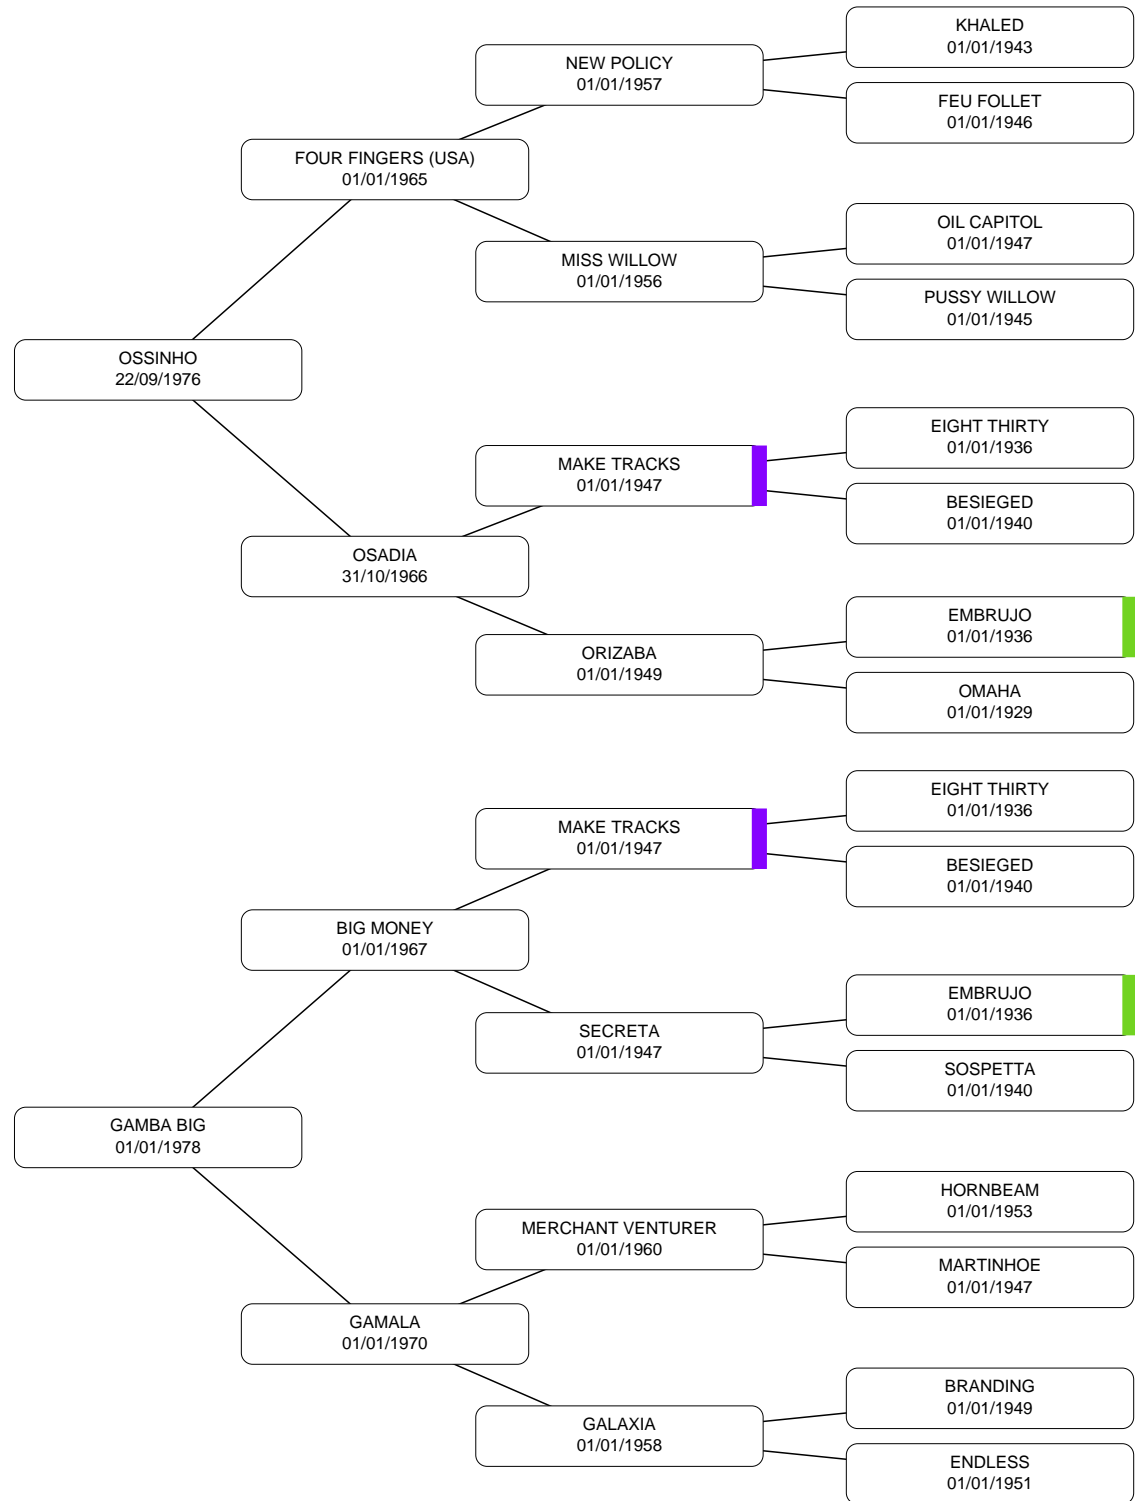 KHALED
01/01/1943
NEW POLICY
01/01/1957
FEU FOLLET
01/01/1946
FOUR FINGERS (USA)
01/01/1965
OIL CAPITOL
01/01/1947
MISS WILLOW
01/01/1956
PUSSY WILLOW
01/01/1945
OSSINHO
22/09/1976
EIGHT THIRTY
01/01/1936
MAKE TRACKS
01/01/1947
BESIEGED
01/01/1940
OSADIA
31/10/1966
EMBRUJO
01/01/1936
ORIZABA
01/01/1949
OMAHA
01/01/1929
EIGHT THIRTY
01/01/1936
MAKE TRACKS
01/01/1947
BESIEGED
01/01/1940
BIG MONEY
01/01/1967
EMBRUJO
01/01/1936
SECRETA
01/01/1947
SOSPETTA
01/01/1940
GAMBA BIG
01/01/1978
HORNBEAM
01/01/1953
MERCHANT VENTURER
01/01/1960
MARTINHOE
01/01/1947
GAMALA
01/01/1970
BRANDING
01/01/1949
GALAXIA
01/01/1958
ENDLESS
01/01/1951